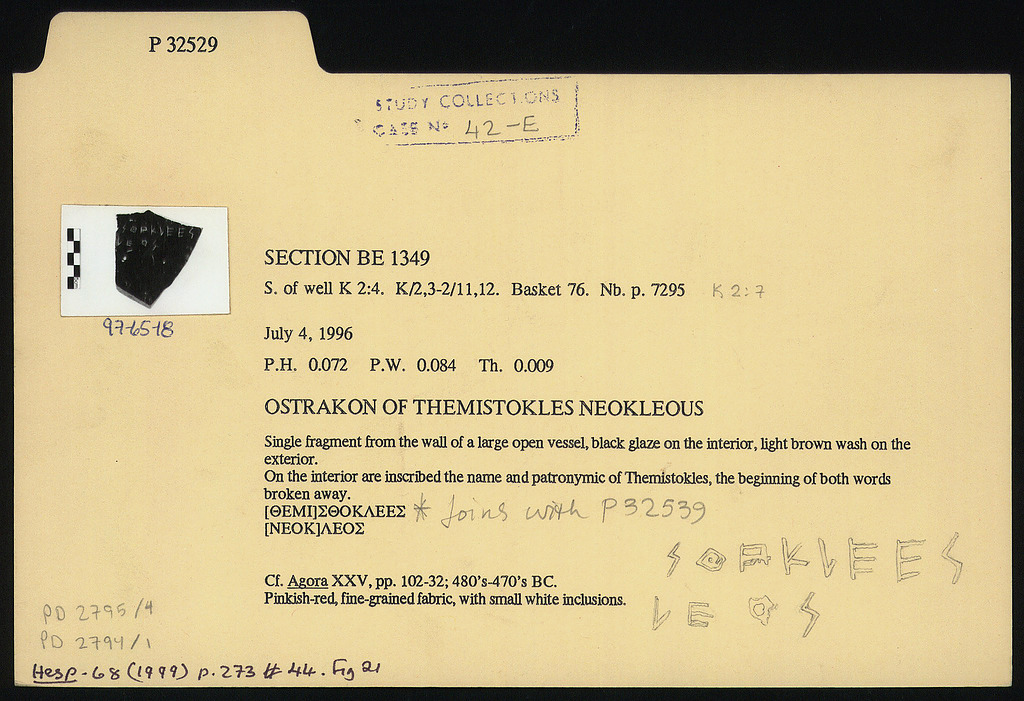 P 32529
STUDY COLLECTIONS
CASE Nº 42-E
97-65-18
SECTION BE 1349
S. of well K 2:4. K/2,3-2/11,12. Basket 76. Nb. p. 7295 K 2:7
July 4, 1996
P.H. 0.072 P.W. 0.084 Th. 0.009
OSTRAKON OF THEMISTOKLES NEOKLEOUS
Single fragment from the wall of a large open vessel, black glaze on the interior, light brown wash on the
exterior.
On the interior are inscribed the name and patronymic of Themistokles, the beginning of both words
broken away.
[ΘΕΜΙ]ΣΘΟΚΛΕΕΣ * Joins with P 32539
[ΝΕΟΚ]ΛΕΟΣ
Cf. Agora XXV, pp. 102-32; 480's-470's BC.
Pinkish-red, fine-grained fabric, with small white inclusions.
PD 2795/4
PD 2794/1
Hesp. 68 (1999) p. 273 # 44. Fig 21